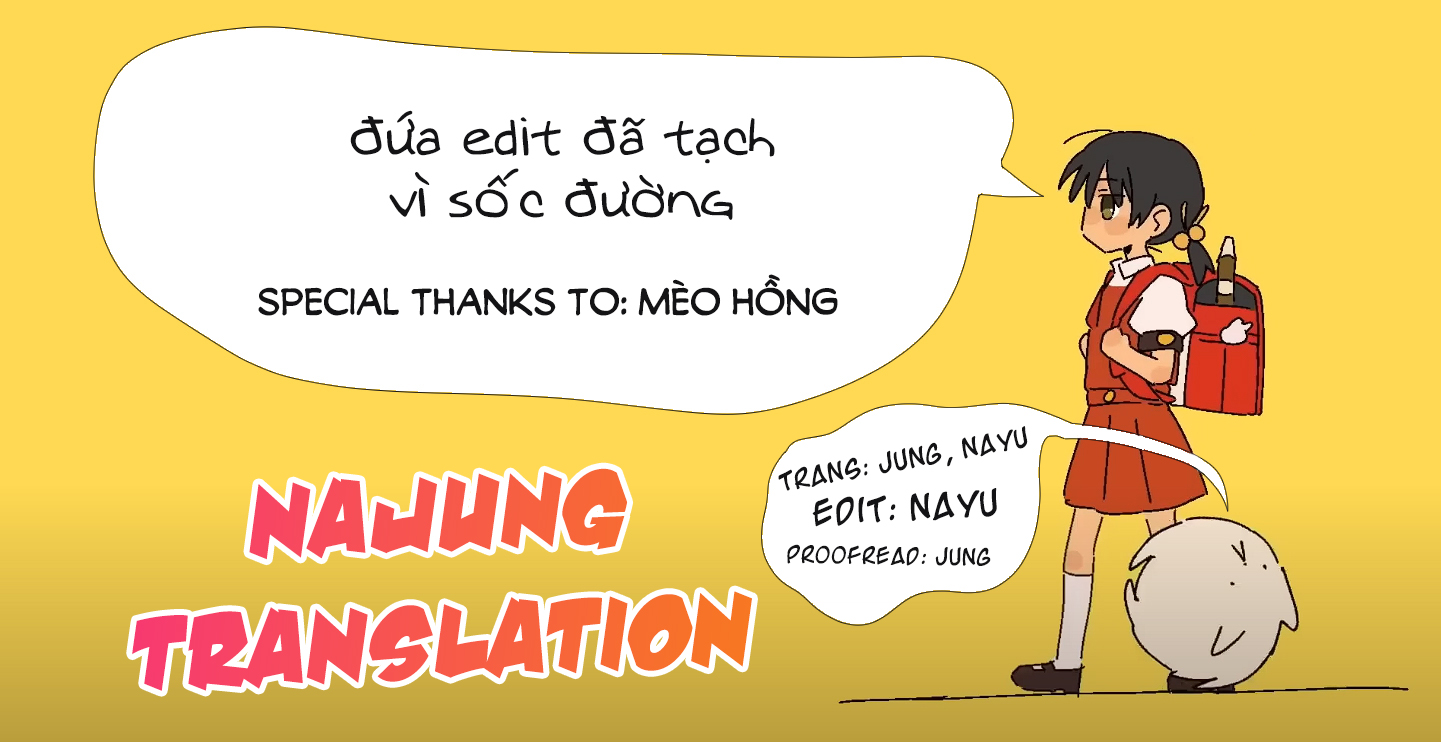 đứa edit đã tạch
vì sốc đường
SPECIAL THANKS TO: MÈO HỒNG
TRANS: JUNG, NAYU
EDIT: NAYU
PROOFREAD: JUNG
NAJUNG
TRANSLATION